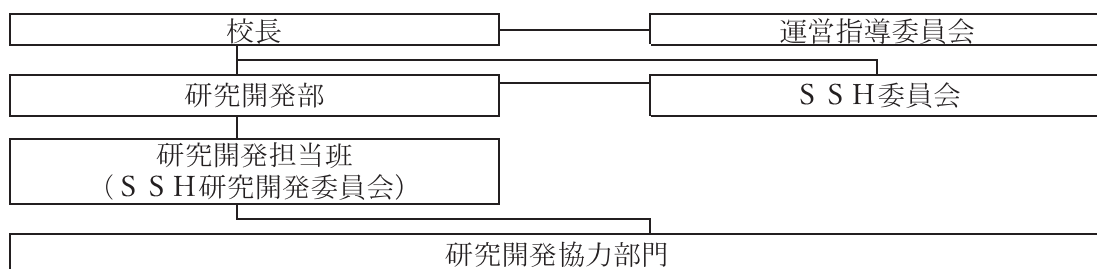 校長
運営指導委員会
研究開発部
ＳＳＨ委員会
研究開発担当班
（ＳＳＨ研究開発委員会）
研究開発協力部門